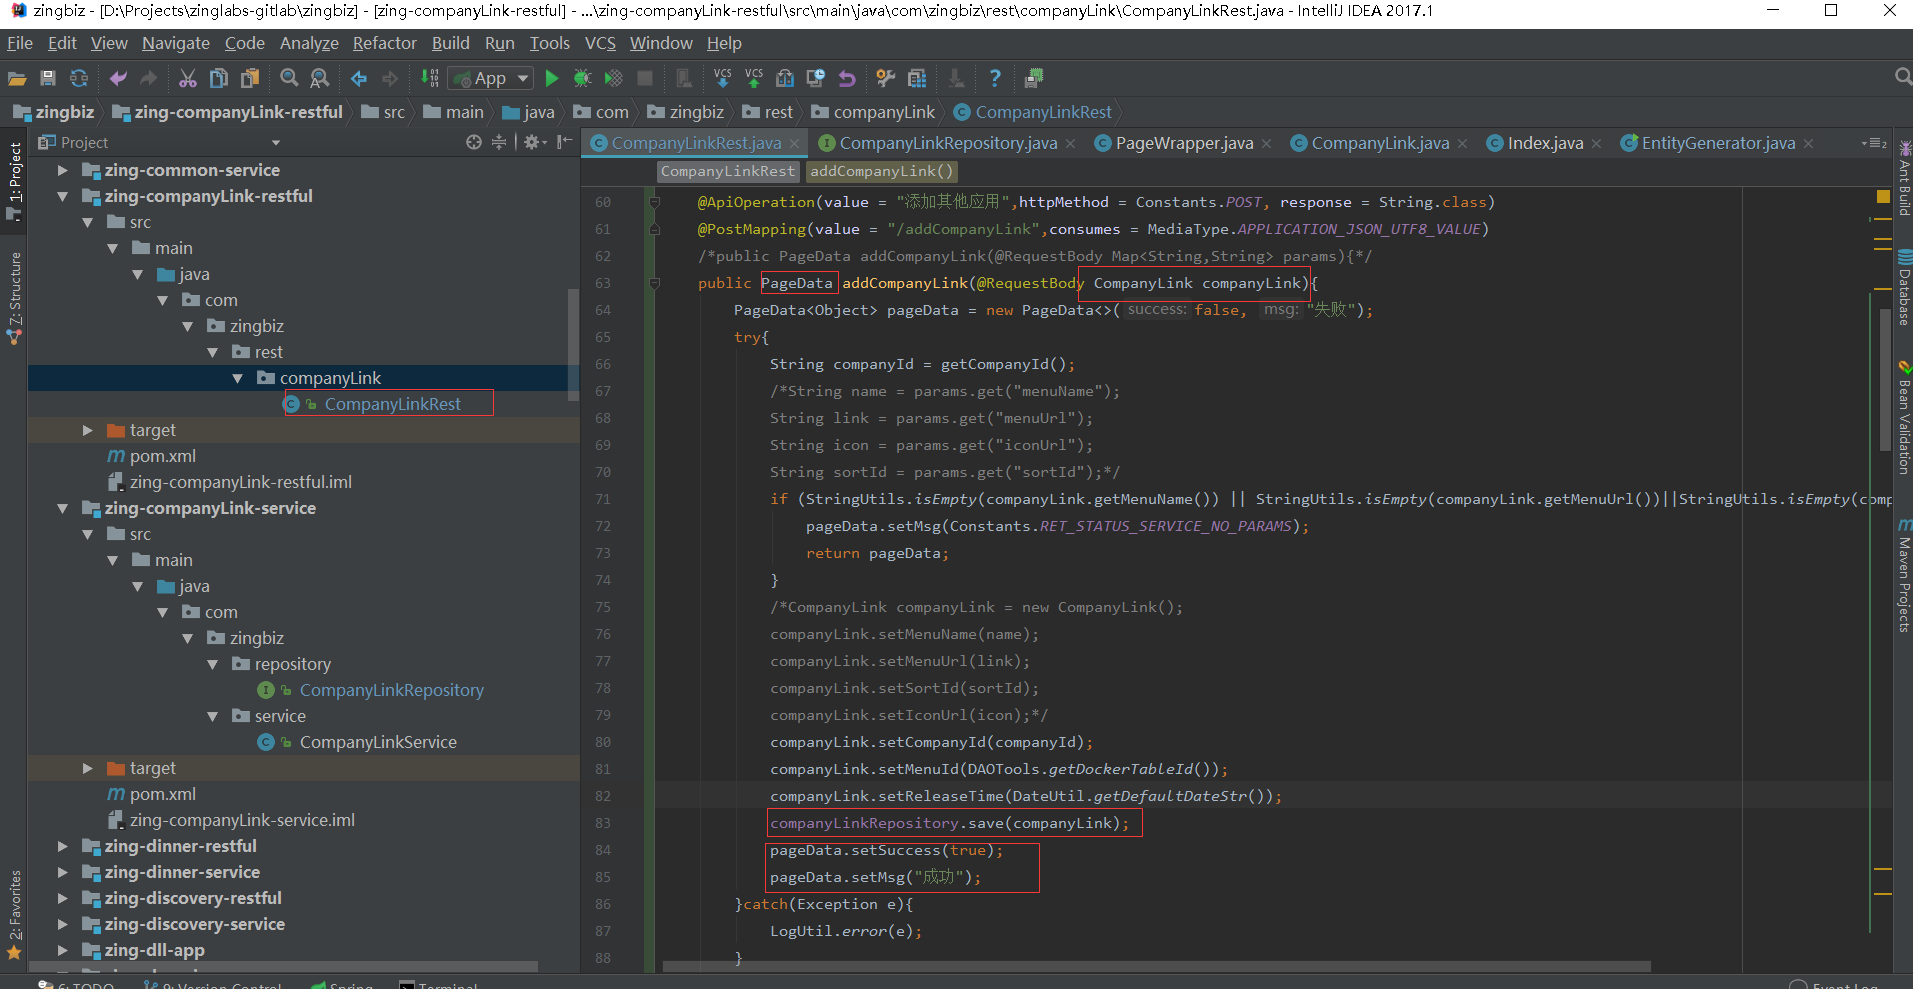 zingbiz - [D:\Projects\zinglabs-gitlab\zingbiz] - [zing-companyLink-restful] - ...\zing-companyLink-restful\src\main\java\com\zingbiz\rest\companyLink\CompanyLinkRest.java - IntelliJ IDEA 2017.1
File Edit View Navigate Code Analyze Refactor Build Run Tools VCS Window Help
App
VCS VCS
zingbiz zing-companyLink-restful src main java com zingbiz rest companyLink CompanyLinkRest
Project
CompanyLinkRest.java CompanyLinkRepository.java PageWrapper.java CompanyLink.java Index.java EntityGenerator.java
CompanyLinkRest addCompanyLink()
1: Project
7: Structure
2: Favorites
zing-common-service
zing-companyLink-restful
src
main
java
com
zingbiz
rest
companyLink
CompanyLinkRest
target
pom.xml
zing-companyLink-restful.iml
zing-companyLink-service
src
main
java
com
zingbiz
repository
CompanyLinkRepository
service
CompanyLinkService
target
pom.xml
zing-companyLink-service.iml
zing-dinner-restful
zing-dinner-service
zing-discovery-restful
zing-discovery-service
zing-dll-app
60 @ApiOperation(value = "添加其他应用",httpMethod = Constants.POST, response = String.class)
61 @PostMapping(value = "/addCompanyLink",consumes = MediaType.APPLICATION_JSON_UTF8_VALUE)
62 /*public PageData addCompanyLink(@RequestBody Map<String,String> params){*/
63 public PageData addCompanyLink(@RequestBody CompanyLink companyLink){
64 PageData<Object> pageData = new PageData<>( success: false, msg: "失败");
65 try{
66 String companyId = getCompanyId();
67 /*String name = params.get("menuName");
68 String link = params.get("menuUrl");
69 String icon = params.get("iconUrl");
70 String sortId = params.get("sortId");*/
71 if (StringUtils.isEmpty(companyLink.getMenuName()) || StringUtils.isEmpty(companyLink.getMenuUrl())||StringUtils.isEmpty(com
72 pageData.setMsg(Constants.RET_STATUS_SERVICE_NO_PARAMS);
73 return pageData;
74 }
75 /*CompanyLink companyLink = new CompanyLink();
76 companyLink.setMenuName(name);
77 companyLink.setMenuUrl(link);
78 companyLink.setSortId(sortId);
79 companyLink.setIconUrl(icon);*/
80 companyLink.setCompanyId(companyId);
81 companyLink.setMenuId(DAOTools.getDockerTableId());
82 companyLink.setReleaseTime(DateUtil.getDefaultDateStr());
83 companyLinkRepository.save(companyLink);
84 pageData.setSuccess(true);
85 pageData.setMsg("成功");
86 }catch(Exception e){
87 LogUtil.error(e);
88 }
Ant Build
Database
Bean Validation
Maven Projects
6: TODO 9: Version Control Spring Terminal Event Log